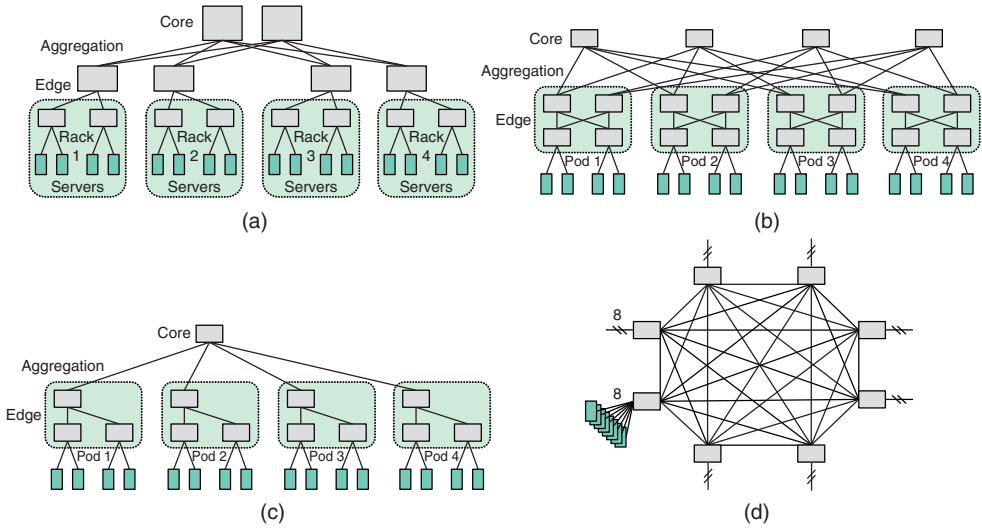 Core
Aggregation
Edge
Rack
1
Rack
2
Rack
3
Rack
4
Servers
Servers
Servers
Servers
(a)
Core
Aggregation
Edge
Pod 1
Pod 2
Pod 3
Pod 4
(b)
Core
Aggregation
Edge
Pod 1
Pod 2
Pod 3
Pod 4
(c)
8
8
(d)